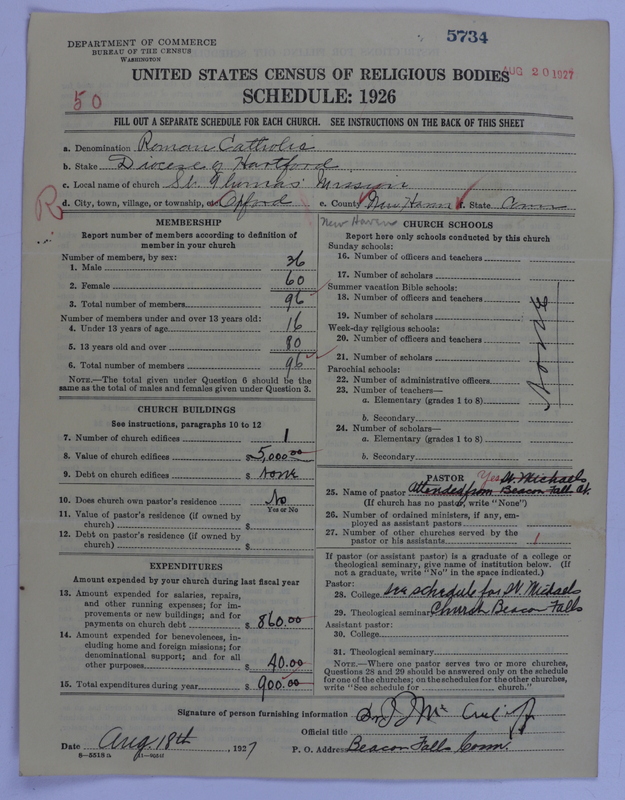 5734
DEPARTMENT OF COMMERCE
BUREAU OF THE CENSUS
WASHINGTON
UNITED STATES CENSUS OF RELIGIOUS BODIES
AUG 20 1927
SCHEDULE: 1926
50
FILL OUT A SEPARATE SCHEDULE FOR EACH CHURCH. SEE INSTRUCTIONS ON THE BACK OF THIS SHEET
a. Denomination Roman Catholic
b. Stake Diocese of Hartford
c. Local name of church St. Thomas' Mission
d. City, town, village, or township, or Oxford e. County New Haven f. State Conn
R
New Haven
MEMBERSHIP
Report number of members according to definition of
member in your church
Number of members, by sex:
1. Male 36
2. Female 60
3. Total number of members 96
Number of members under and over 13 years old:
4. Under 13 years of age 16
5. 13 years old and over 80
6. Total number of members 96
NOTE.—The total given under Question 6 should be the
same as the total of males and females given under Question 3.
CHURCH BUILDINGS
See instructions, paragraphs 10 to 12
7. Number of church edifices 1
8. Value of church edifices $ 5,000.00
9. Debt on church edifices $ None
10. Does church own pastor's residence No
Yes or No
11. Value of pastor's residence (if owned by
church) $
12. Debt on pastor's residence (if owned by
church) $
EXPENDITURES
Amount expended by your church during last fiscal year
13. Amount expended for salaries, repairs,
and other running expenses; for im-
provements or new buildings; and for
payments on church debt $ 860.00
14. Amount expended for benevolences, in-
cluding home and foreign missions; for
denominational support; and for all
other purposes $ 40.00
15. Total expenditures during year $ 900.00
CHURCH SCHOOLS
Report here only schools conducted by this church
Sunday schools:
16. Number of officers and teachers
17. Number of scholars
Summer vacation Bible schools:
18. Number of officers and teachers
19. Number of scholars
Week-day religious schools:
20. Number of officers and teachers
21. Number of scholars
Parochial schools:
22. Number of administrative officers
23. Number of teachers—
a. Elementary (grades 1 to 8)
b. Secondary
24. Number of scholars—
a. Elementary (grades 1 to 8)
b. Secondary
None
PASTOR Yes St. Michaels
25. Name of pastor Attended from Beacon Falls Ct.
(If church has no pastor, write "None")
26. Number of ordained ministers, if any, em-
ployed as assistant pastors
27. Number of other churches served by the
pastor or his assistants 1
If pastor (or assistant pastor) is a graduate of a college or
theological seminary, give name of institution below. (If
not a graduate, write "No" in the space indicated.)
Pastor:
28. College see schedule for St. Michaels
29. Theological seminary Church Beacon Falls
Assistant pastor:
30. College
31. Theological seminary
NOTE.—Where one pastor serves two or more churches,
Questions 28 and 29 should be answered only on the schedule
for one of the churches; on the schedules for the other churches,
write "See schedule for church."
Signature of person furnishing information
Official title
Date Aug. 18th, 1927 P. O. Address Beacon Falls Conn.
8—5518a